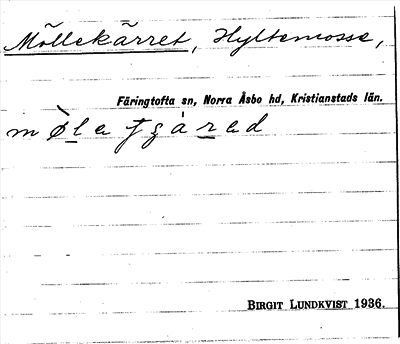 Möllekärret, Hyltemosse,
Färingtofta sn, Norra Åsbo hd, Kristianstads län.
BIRGIT LUNDKVIST 1936.